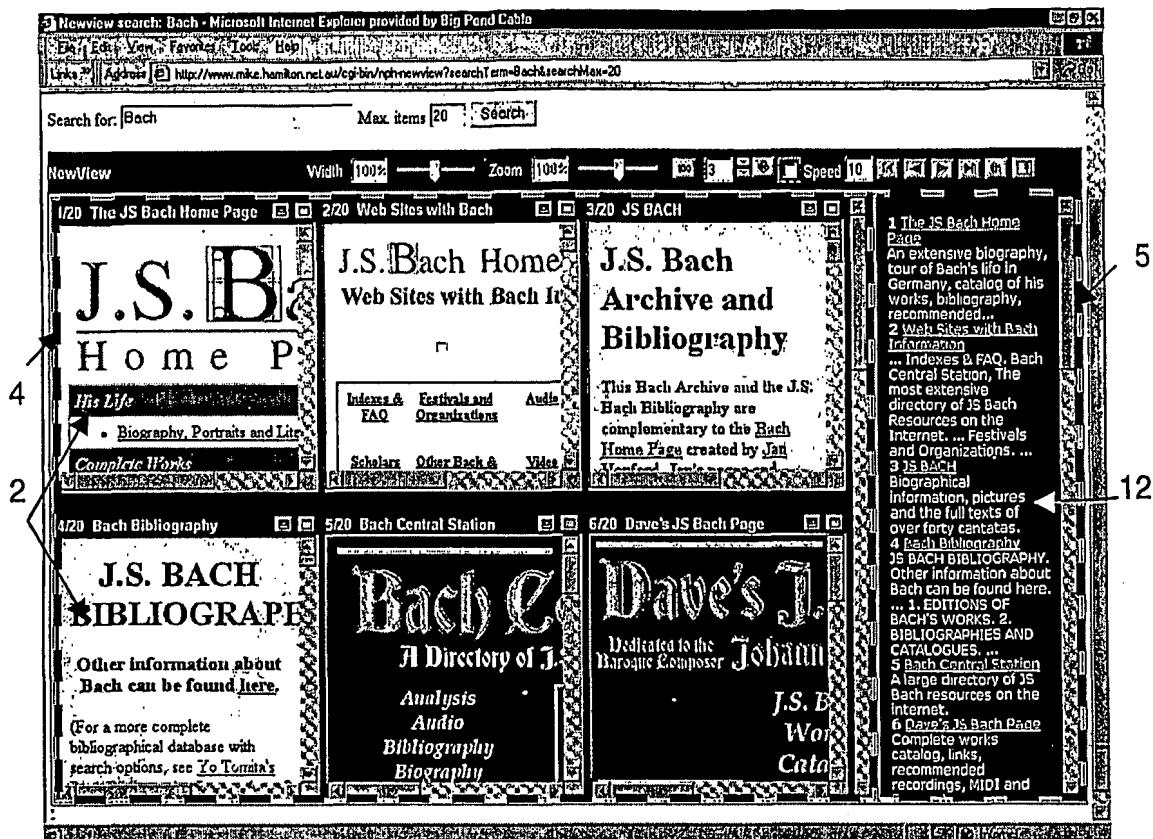 Newview search: Bach - Microsoft Internet Explorer provided by Big Pond Cable
File Edit View Favorites Tools Help
Links » Address http://www.mike.hamilton.net.au/cgi-bin/nph-newview?searchTerm=Bach&searchMax=20
Search for: Bach Max. items 20 Search
NewView Width 100% Zoom 100% 3 Speed 10
1/20 The JS Bach Home Page
J.S. Ba
Home P
His Life
• Biography, Portraits and Lite
Complete Works
2/20 Web Sites with Bach
J.S. Bach Home
Web Sites with Bach In
Indexes & Festivals and Audio
FAQ Organizations
Scholars Other Bach & Video
3/20 JS BACH
J.S. Bach
Archive and
Bibliography
This Bach Archive and the J.S.
Bach Bibliography are
complementary to the Bach
Home Page created by Jan
4/20 Bach Bibliography
J.S. BACH
BIBLIOGRAPH
Other information about
Bach can be found here.
(For a more complete
bibliographical database with
search options, see Yo Tomita's
5/20 Bach Central Station
Bach Ce
A Directory of J.
Analysis
Audio
Bibliography
Biography
6/20 Dave's JS Bach Page
Dave's J.
Dedicated to the
Baroque Composer Johann
J.S. B
Wor
Cata
1 The JS Bach Home
Page
An extensive biography,
tour of Bach's life in
Germany, catalog of his
works, bibliography,
recommended...
2 Web Sites with Bach
Information
... Indexes & FAQ. Bach
Central Station, The
most extensive
directory of JS Bach
Resources on the
Internet. ... Festivals
and Organizations. ...
3 JS BACH
Biographical
information, pictures
and the full texts of
over forty cantatas.
4 Bach Bibliography
JS BACH BIBLIOGRAPHY.
Other information about
Bach can be found here.
... 1. EDITIONS OF
BACH'S WORKS. 2.
BIBLIOGRAPHIES AND
CATALOGUES. ...
5 Bach Central Station
A large directory of JS
Bach resources on the
internet.
6 Dave's JS Bach Page
Complete works
catalog, links,
recommended
recordings, MIDI and
4
2
5
12